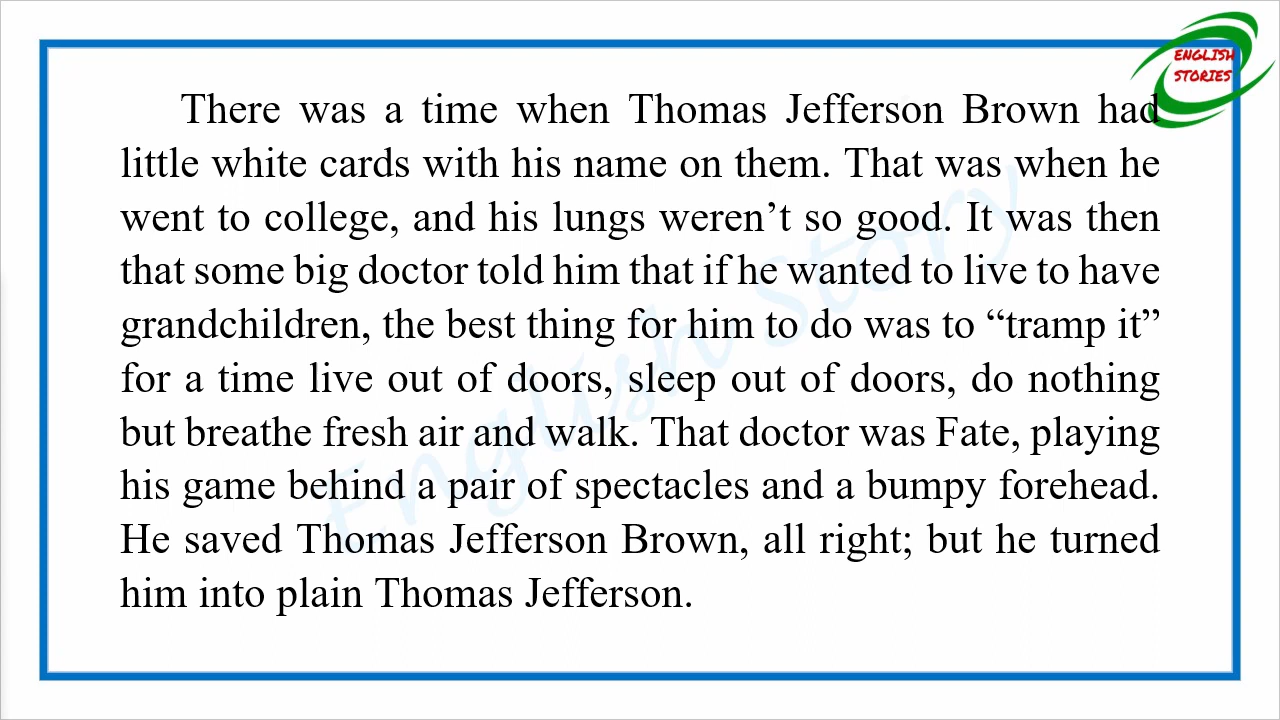 ENGLISH
STORIES
There was a time when Thomas Jefferson Brown had
little white cards with his name on them. That was when he
went to college, and his lungs weren’t so good. It was then
that some big doctor told him that if he wanted to live to have
grandchildren, the best thing for him to do was to “tramp it”
for a time live out of doors, sleep out of doors, do nothing
but breathe fresh air and walk. That doctor was Fate, playing
his game behind a pair of spectacles and a bumpy forehead.
He saved Thomas Jefferson Brown, all right; but he turned
him into plain Thomas Jefferson.
English Story